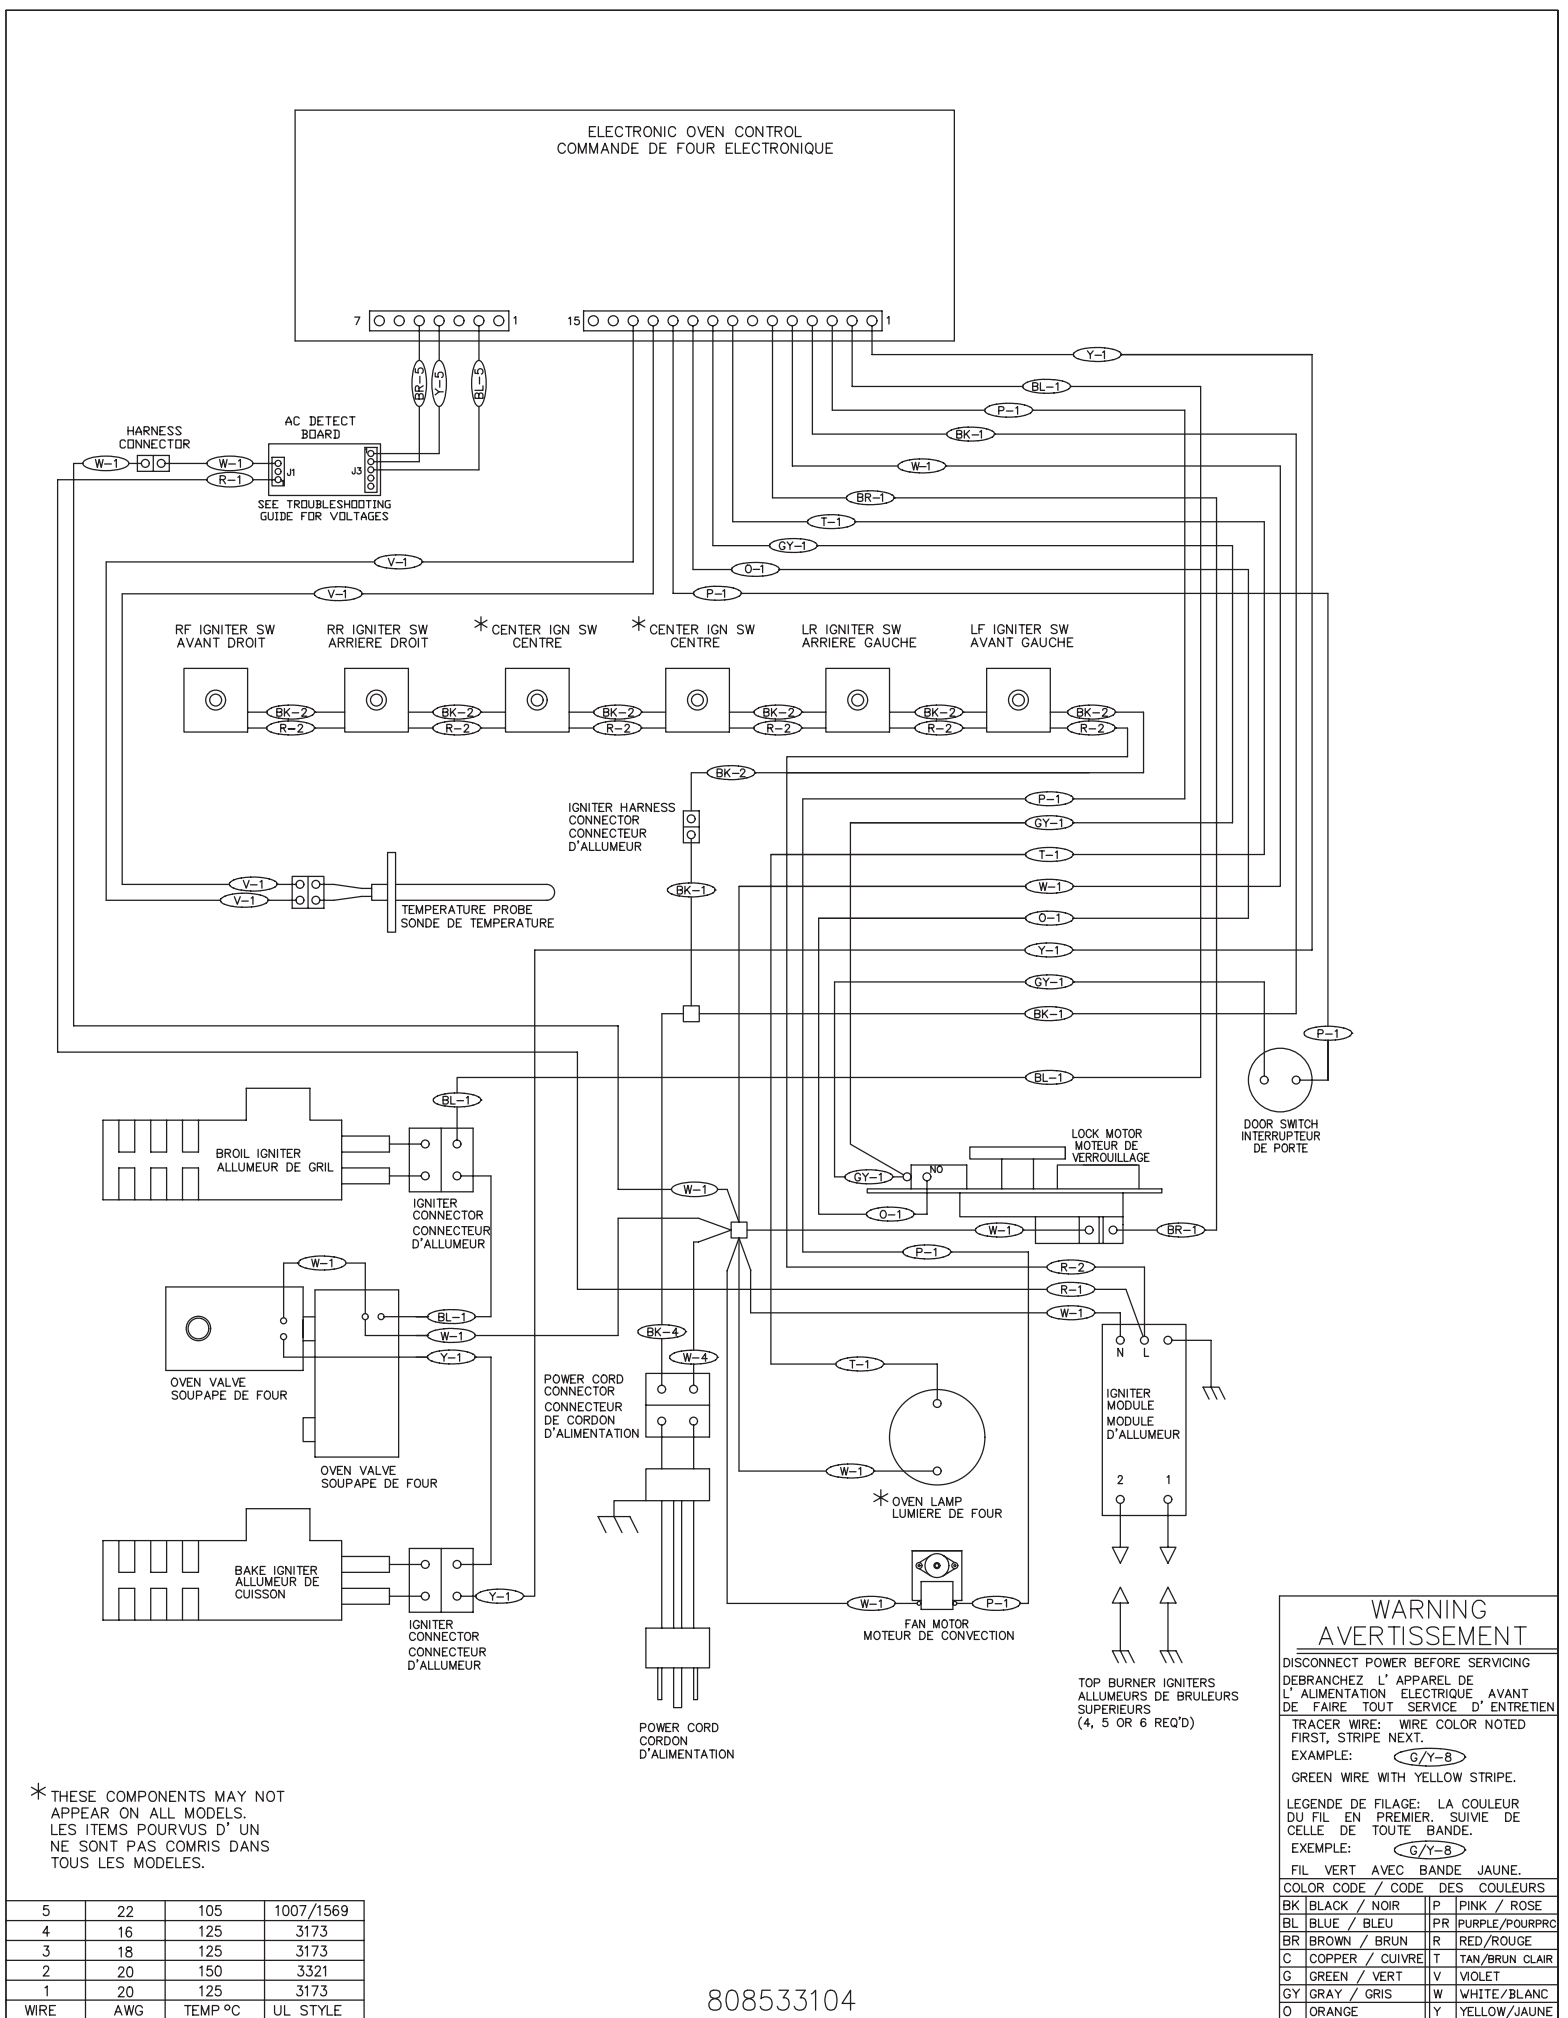 ELECTRONIC OVEN CONTROL
COMMANDE DE FOUR ELECTRONIQUE
7
1
15
1
BR-5
Y-5
BL-5
Y-1
BL-1
P-1
BK-1
W-1
BR-1
T-1
GY-1
O-1
P-1
HARNESS
CONNECTOR
AC DETECT
BOARD
W-1
W-1
R-1
J1
J3
SEE TROUBLESHOOTING
GUIDE FOR VOLTAGES
V-1
V-1
RF IGNITER SW
AVANT DROIT
RR IGNITER SW
ARRIERE DROIT
* CENTER IGN SW
CENTRE
* CENTER IGN SW
CENTRE
LR IGNITER SW
ARRIERE GAUCHE
LF IGNITER SW
AVANT GAUCHE
BK-2
R-2
BK-2
R-2
BK-2
R-2
BK-2
R-2
BK-2
R-2
BK-2
R-2
BK-2
IGNITER HARNESS
CONNECTOR
CONNECTEUR
D'ALLUMEUR
BK-1
P-1
GY-1
T-1
W-1
O-1
Y-1
GY-1
BK-1
BL-1
V-1
V-1
TEMPERATURE PROBE
SONDE DE TEMPERATURE
P-1
DOOR SWITCH
INTERRUPTEUR
DE PORTE
BL-1
BROIL IGNITER
ALLUMEUR DE GRIL
IGNITER
CONNECTOR
CONNECTEUR
D'ALLUMEUR
LOCK MOTOR
MOTEUR DE
VERROUILLAGE
GY-1
NO
O-1
W-1
BR-1
W-1
P-1
R-2
R-1
W-1
W-1
BL-1
W-1
Y-1
OVEN VALVE
SOUPAPE DE FOUR
OVEN VALVE
SOUPAPE DE FOUR
BK-4
W-4
POWER CORD
CONNECTOR
CONNECTEUR
DE CORDON
D'ALIMENTATION
T-1
W-1
* OVEN LAMP
LUMIERE DE FOUR
N
L
IGNITER
MODULE
MODULE
D'ALLUMEUR
2
1
BAKE IGNITER
ALLUMEUR DE
CUISSON
Y-1
IGNITER
CONNECTOR
CONNECTEUR
D'ALLUMEUR
W-1
P-1
FAN MOTOR
MOTEUR DE CONVECTION
TOP BURNER IGNITERS
ALLUMEURS DE BRULEURS
SUPERIEURS
(4, 5 OR 6 REQ'D)
POWER CORD
CORDON
D'ALIMENTATION
* THESE COMPONENTS MAY NOT
APPEAR ON ALL MODELS.
LES ITEMS POURVUS D' UN
NE SONT PAS COMRIS DANS
TOUS LES MODELES.
5 22 105 1007/1569
4 16 125 3173
3 18 125 3173
2 20 150 3321
1 20 125 3173
WIRE AWG TEMP °C UL STYLE
808533104
WARNING
AVERTISSEMENT
DISCONNECT POWER BEFORE SERVICING
DEBRANCHEZ L' APPAREL DE
L' ALIMENTATION ELECTRIQUE AVANT
DE FAIRE TOUT SERVICE D' ENTRETIEN
TRACER WIRE: WIRE COLOR NOTED
FIRST, STRIPE NEXT.
EXAMPLE: G/Y-8
GREEN WIRE WITH YELLOW STRIPE.
LEGENDE DE FILAGE: LA COULEUR
DU FIL EN PREMIER. SUIVIE DE
CELLE DE TOUTE BANDE.
EXEMPLE: G/Y-8
FIL VERT AVEC BANDE JAUNE.
COLOR CODE / CODE DES COULEURS
BK BLACK / NOIR P PINK / ROSE
BL BLUE / BLEU PR PURPLE/POURPRC
BR BROWN / BRUN R RED/ROUGE
C COPPER / CUIVRE T TAN/BRUN CLAIR
G GREEN / VERT V VIOLET
GY GRAY / GRIS W WHITE/BLANC
O ORANGE Y YELLOW/JAUNE